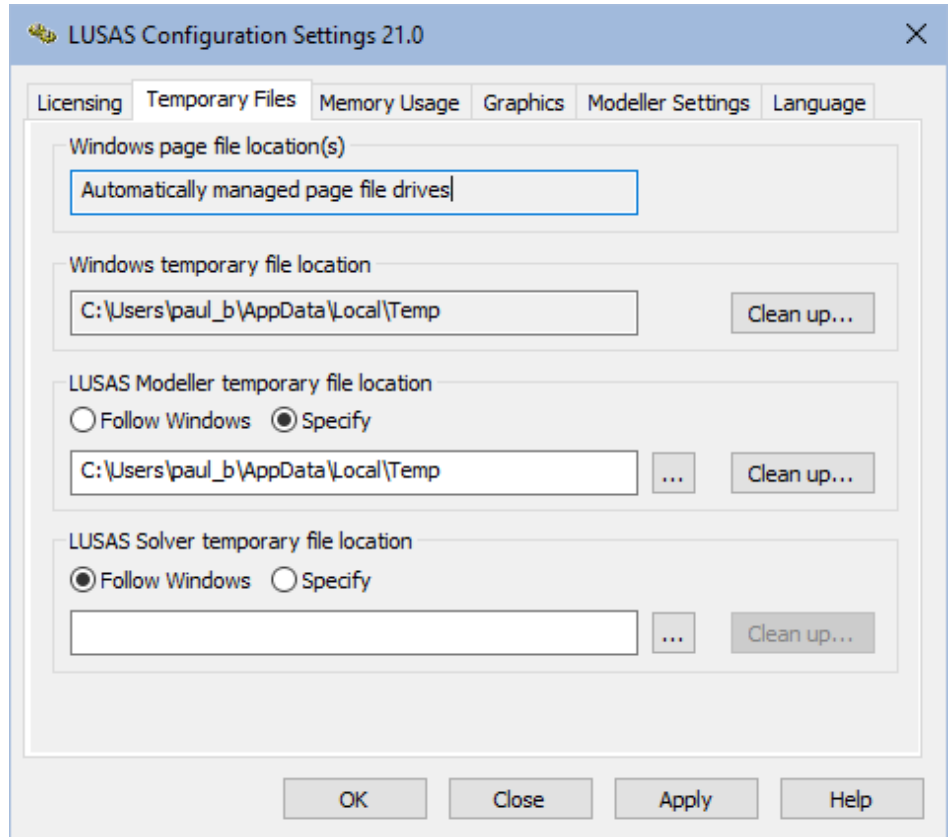 LUSAS Configuration Settings 21.0
Licensing Temporary Files Memory Usage Graphics Modeller Settings Language
Windows page file location(s)
Automatically managed page file drives
Windows temporary file location
C:\Users\paul_b\AppData\Local\Temp Clean up...
LUSAS Modeller temporary file location
Follow Windows Specify
C:\Users\paul_b\AppData\Local\Temp ... Clean up...
LUSAS Solver temporary file location
Follow Windows Specify
... Clean up...
OK Close Apply Help